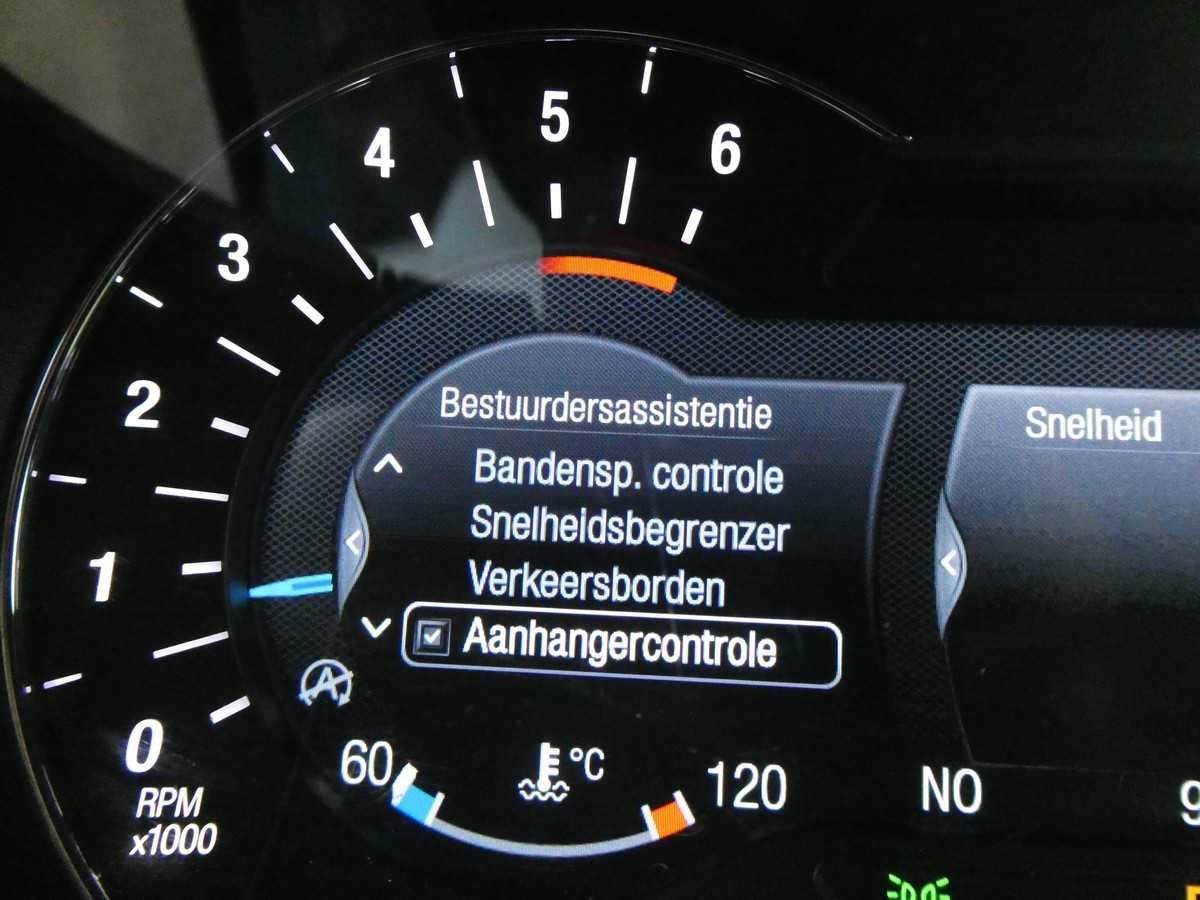 5
4
6
3
2
1
0
RPM
x1000
Bestuurdersassistentie
Bandensp. controle
Snelheidsbegrenzer
Verkeersborden
Aanhangercontrole
Snelheid
A
60
°C
120
NO
9